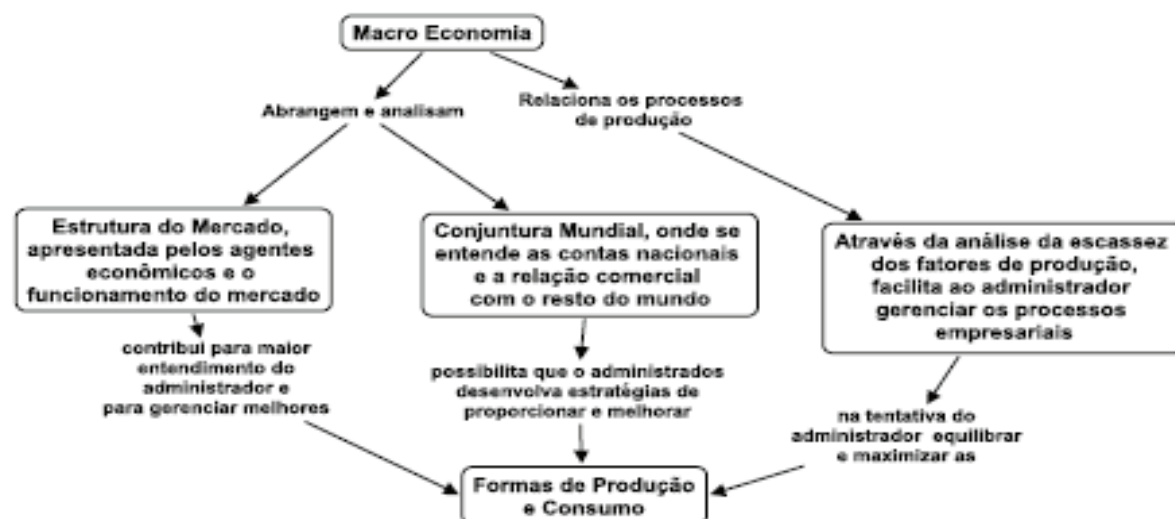 Macro Economia
Abrangem e analisam
Relaciona os processos
de produção
Estrutura do Mercado,
apresentada pelos agentes
econômicos e o
funcionamento do mercado
Conjuntura Mundial, onde se
entende as contas nacionais
e a relação comercial
com o resto do mundo
Através da análise da escassez
dos fatores de produção,
facilita ao administrador
gerenciar os processos
empresariais
contribui para maior
entendimento do
administrador e
para gerenciar melhores
possibilita que o administrados
desenvolva estratégias de
proporcionar e melhorar
na tentativa do
administrador equilibrar
e maximizar as
Formas de Produção
e Consumo